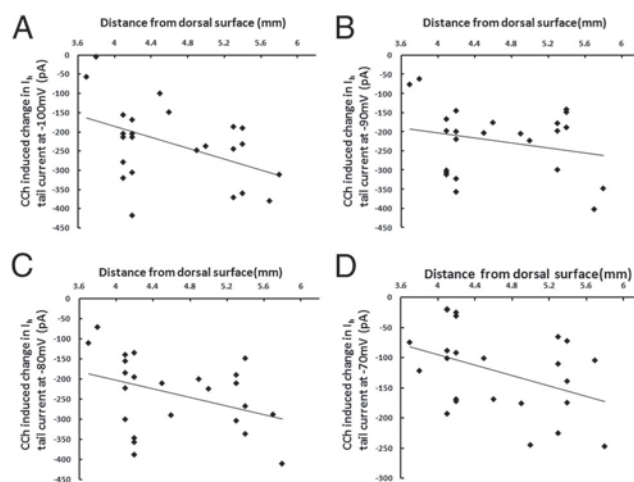 A
Distance from dorsal surface (mm)
3.6 4 4.4 4.8 5.2 5.6 6
0
-50
-100
-150
-200
-250
-300
-350
-400
-450
CCh induced change in Ih
tail current at -100mV (pA)
B
Distance from dorsal surface (mm)
3.6 4 4.4 4.8 5.2 5.6 6
0
-50
-100
-150
-200
-250
-300
-350
-400
-450
CCh induced change in Ih
tail current at -90mV (pA)
C
Distance from dorsal surface (mm)
3.6 4 4.4 4.8 5.2 5.6 6
0
-50
-100
-150
-200
-250
-300
-350
-400
-450
CCh induced change in Ih
tail current at -80mV (pA)
D
Distance from dorsal surface(mm)
3.6 4 4.4 4.8 5.2 5.6 6
0
-50
-100
-150
-200
-250
-300
CCh induced change in Ih
tail current at -70mV (pA)